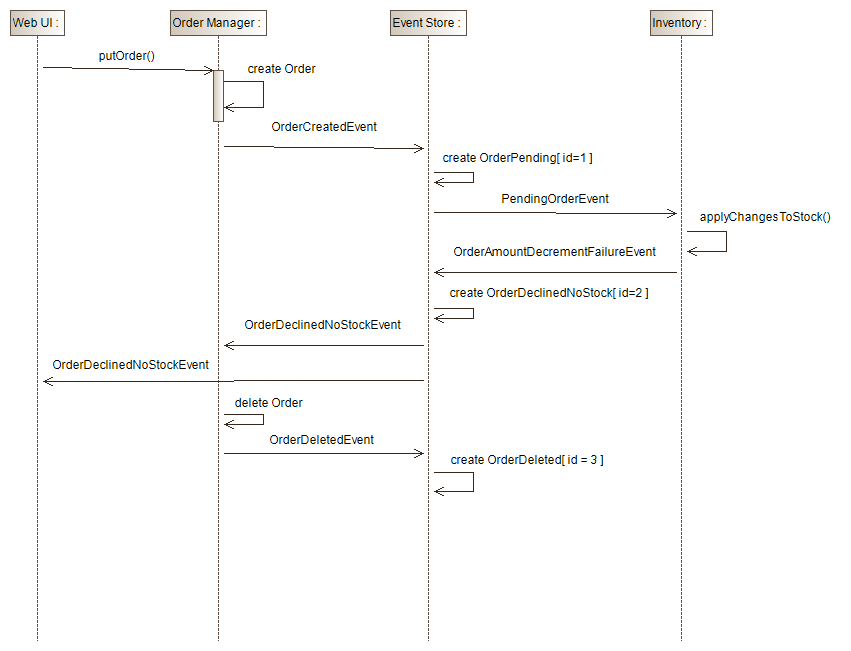 Web UI :
Order Manager :
Event Store :
Inventory :
putOrder()
create Order
OrderCreatedEvent
create OrderPending[ id=1 ]
PendingOrderEvent
applyChangesToStock()
OrderAmountDecrementFailureEvent
create OrderDeclinedNoStock[ id=2 ]
OrderDeclinedNoStockEvent
OrderDeclinedNoStockEvent
delete Order
OrderDeletedEvent
create OrderDeleted[ id = 3 ]